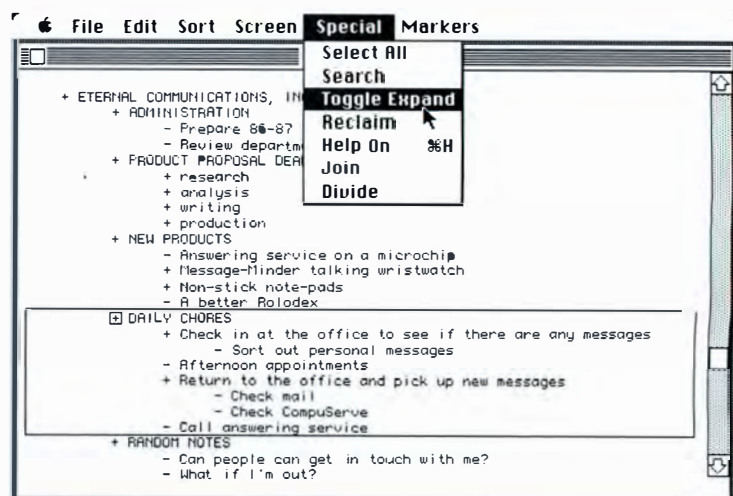 File Edit Sort Screen Special Markers
Select All
Search
Toggle Expand
Reclaim
Help On ⌘H
Join
Divide
+ ETERNAL COMMUNICATIONS,
+ ADMINISTRATION
- Prepare 86-87
- Review
+ PRODUCT PROPOSAL
+ research
+ analysis
+ writing
+ production
+ NEW PRODUCTS
- Answering service on a microchip
+ Message-Minder talking wristwatch
+ Non-stick note-pads
- A better Rolodex
+ DAILY CHORES
+ Check in at the office to see if there are any messages
- Sort out personal messages
- Afternoon appointments
+ Return to the office and pick up new messages
- Check mail
- Check CompuServe
- Call answering service
+ RANDOM NOTES
- Can people can get in touch with me?
- What if I'm out?